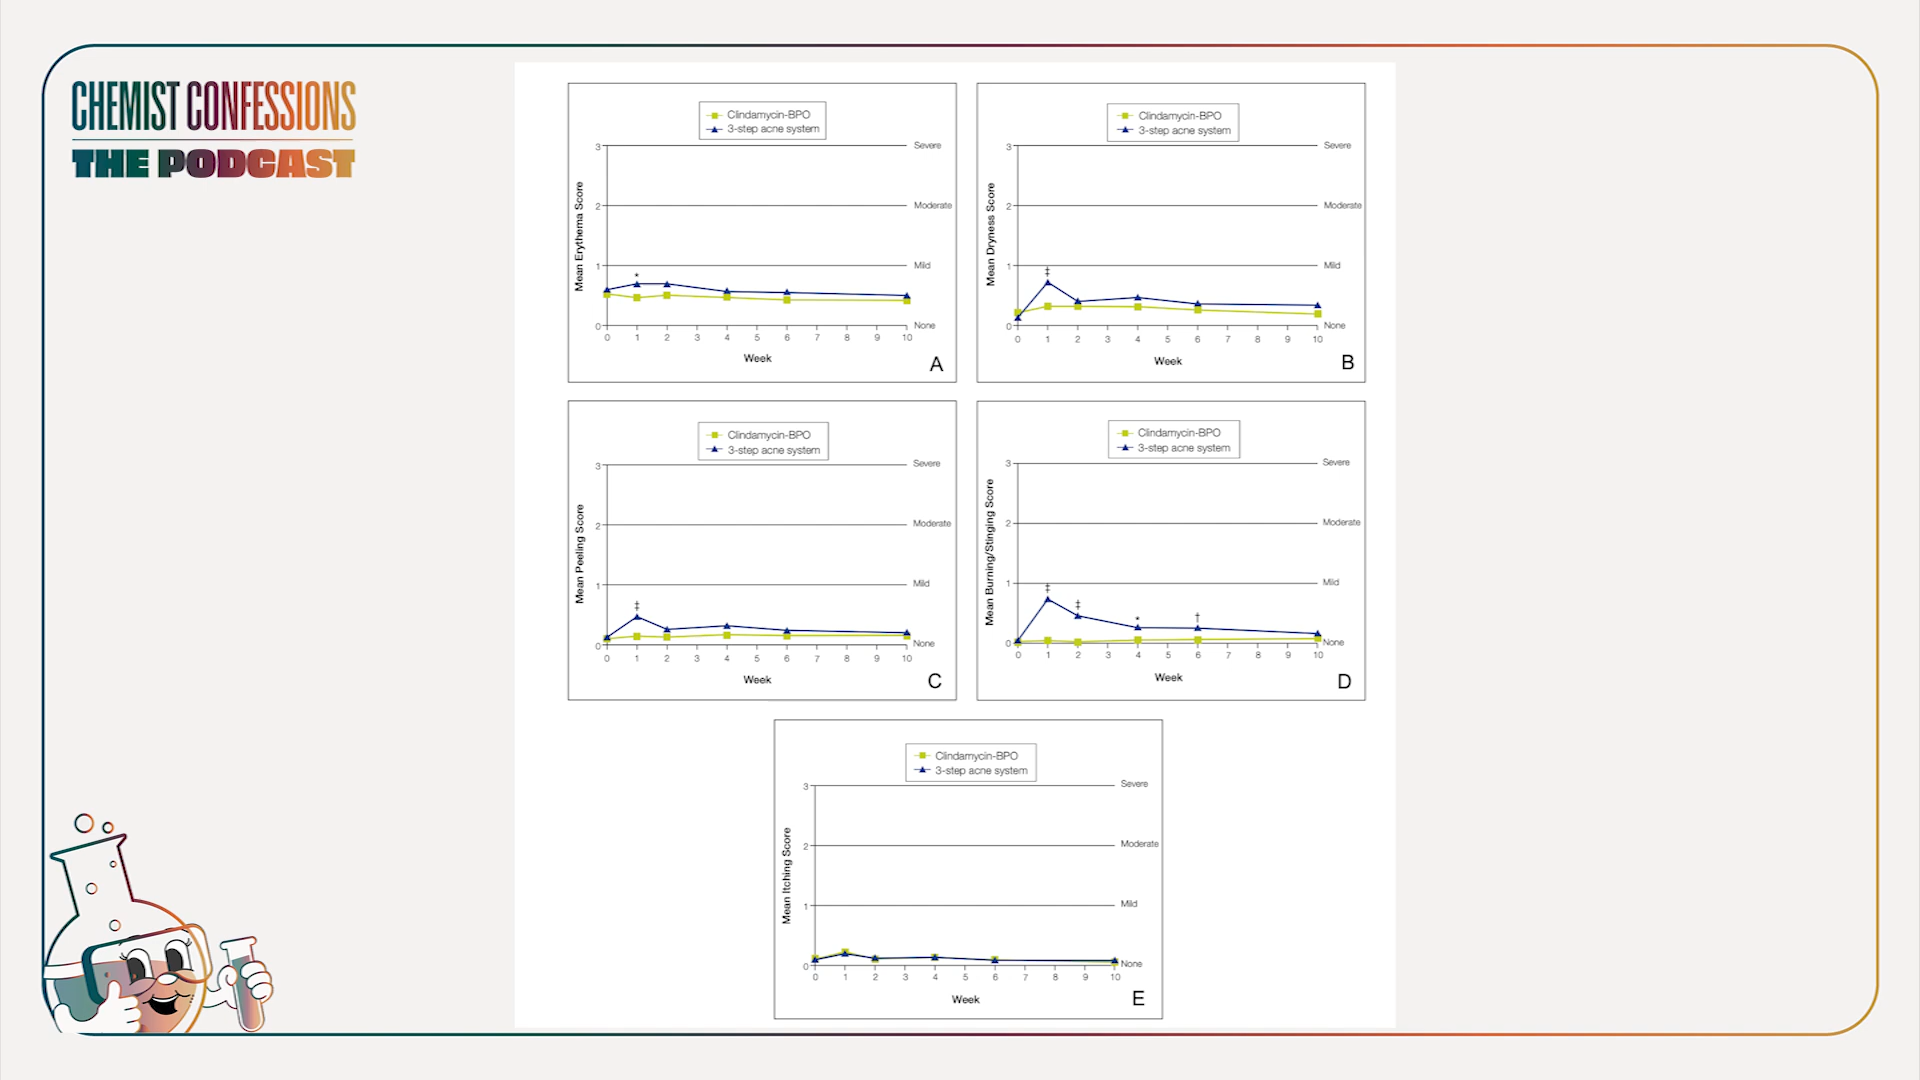 CHEMIST CONFESSIONS
THE PODCAST
Clindamycin-BPO
3-step acne system
Mean Erythema Score
3
2
1
0
Severe
Moderate
Mild
None
*
0 1 2 3 4 5 6 7 8 9 10
Week
A
Clindamycin-BPO
3-step acne system
Mean Dryness Score
3
2
1
0
Severe
Moderate
Mild
None
‡
0 1 2 3 4 5 6 7 8 9 10
Week
B
Clindamycin-BPO
3-step acne system
Mean Peeling Score
3
2
1
0
Severe
Moderate
Mild
None
‡
0 1 2 3 4 5 6 7 8 9 10
Week
C
Clindamycin-BPO
3-step acne system
Mean Burning/Stinging Score
3
2
1
0
Severe
Moderate
Mild
None
‡ ‡ * †
0 1 2 3 4 5 6 7 8 9 10
Week
D
Clindamycin-BPO
3-step acne system
Mean Itching Score
3
2
1
0
Severe
Moderate
Mild
None
0 1 2 3 4 5 6 7 8 9 10
Week
E